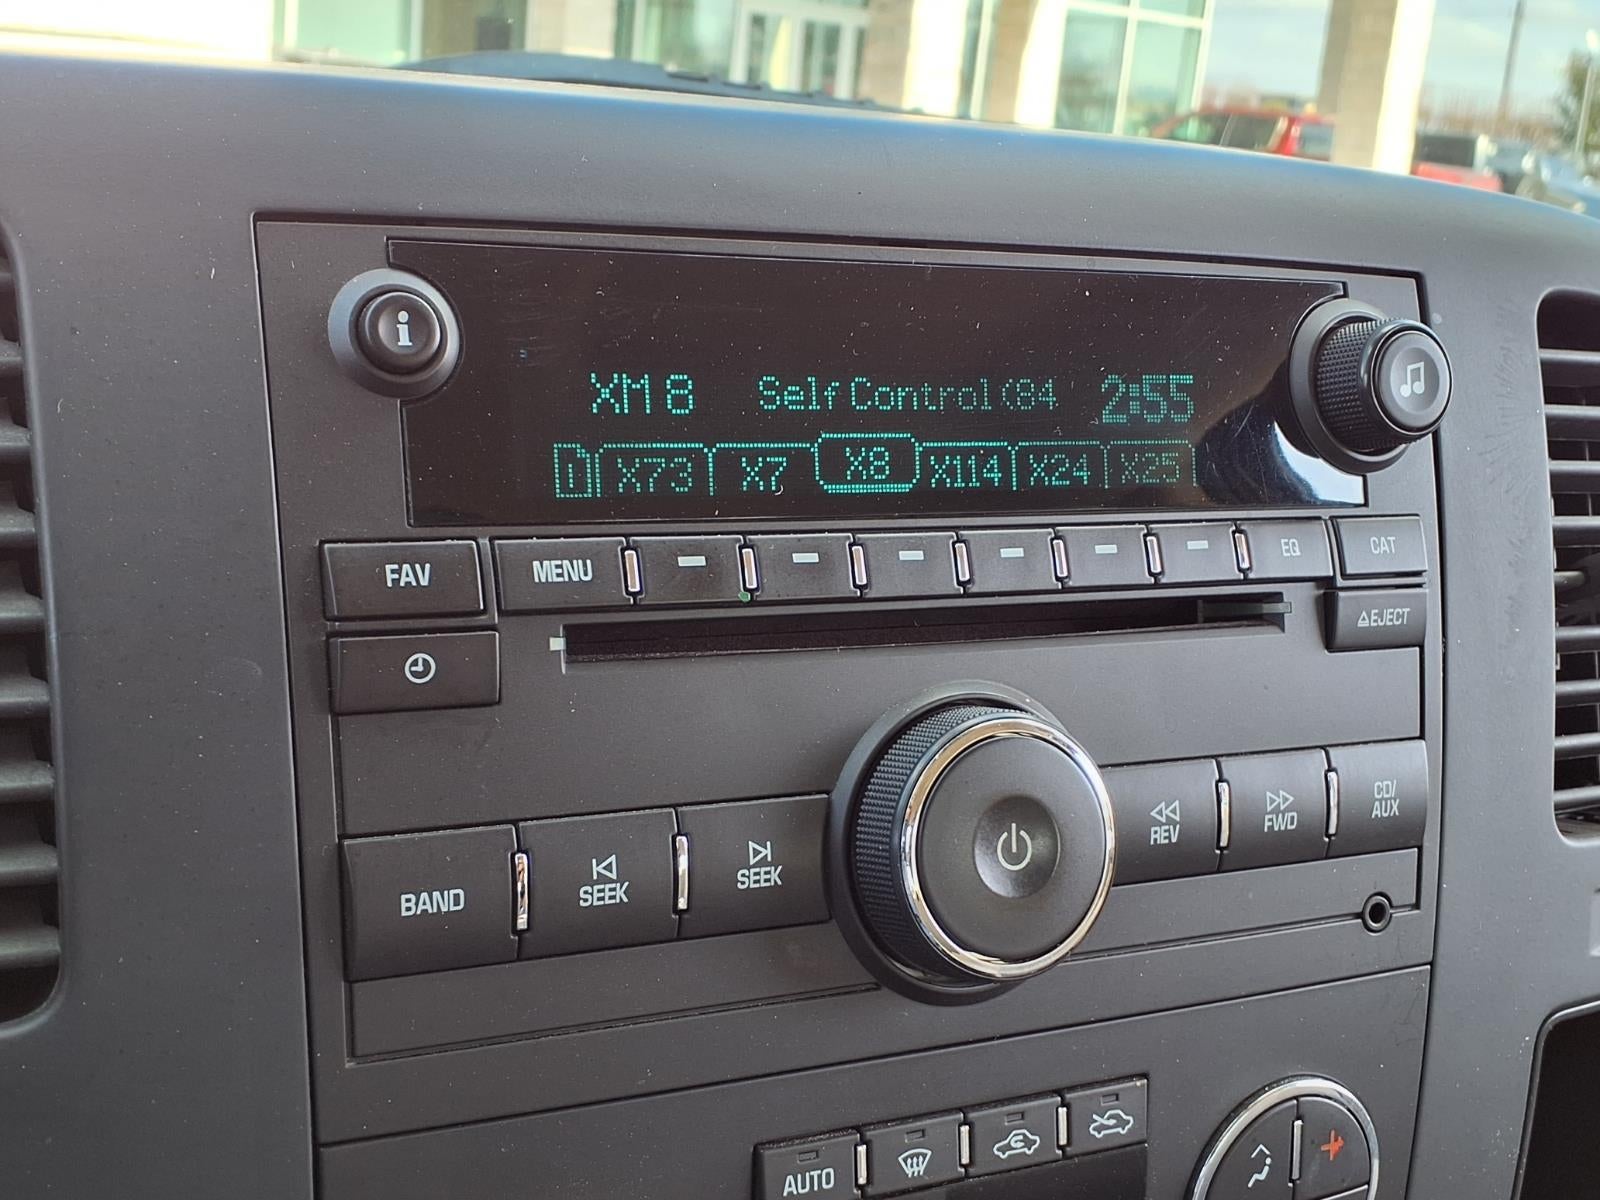 i
XM 8 Self Control (84 2:55
X73 X7 X8 X114 X24 X25
FAV MENU EQ CAT
EJECT
BAND SEEK SEEK REV FWD CD/
AUX
AUTO